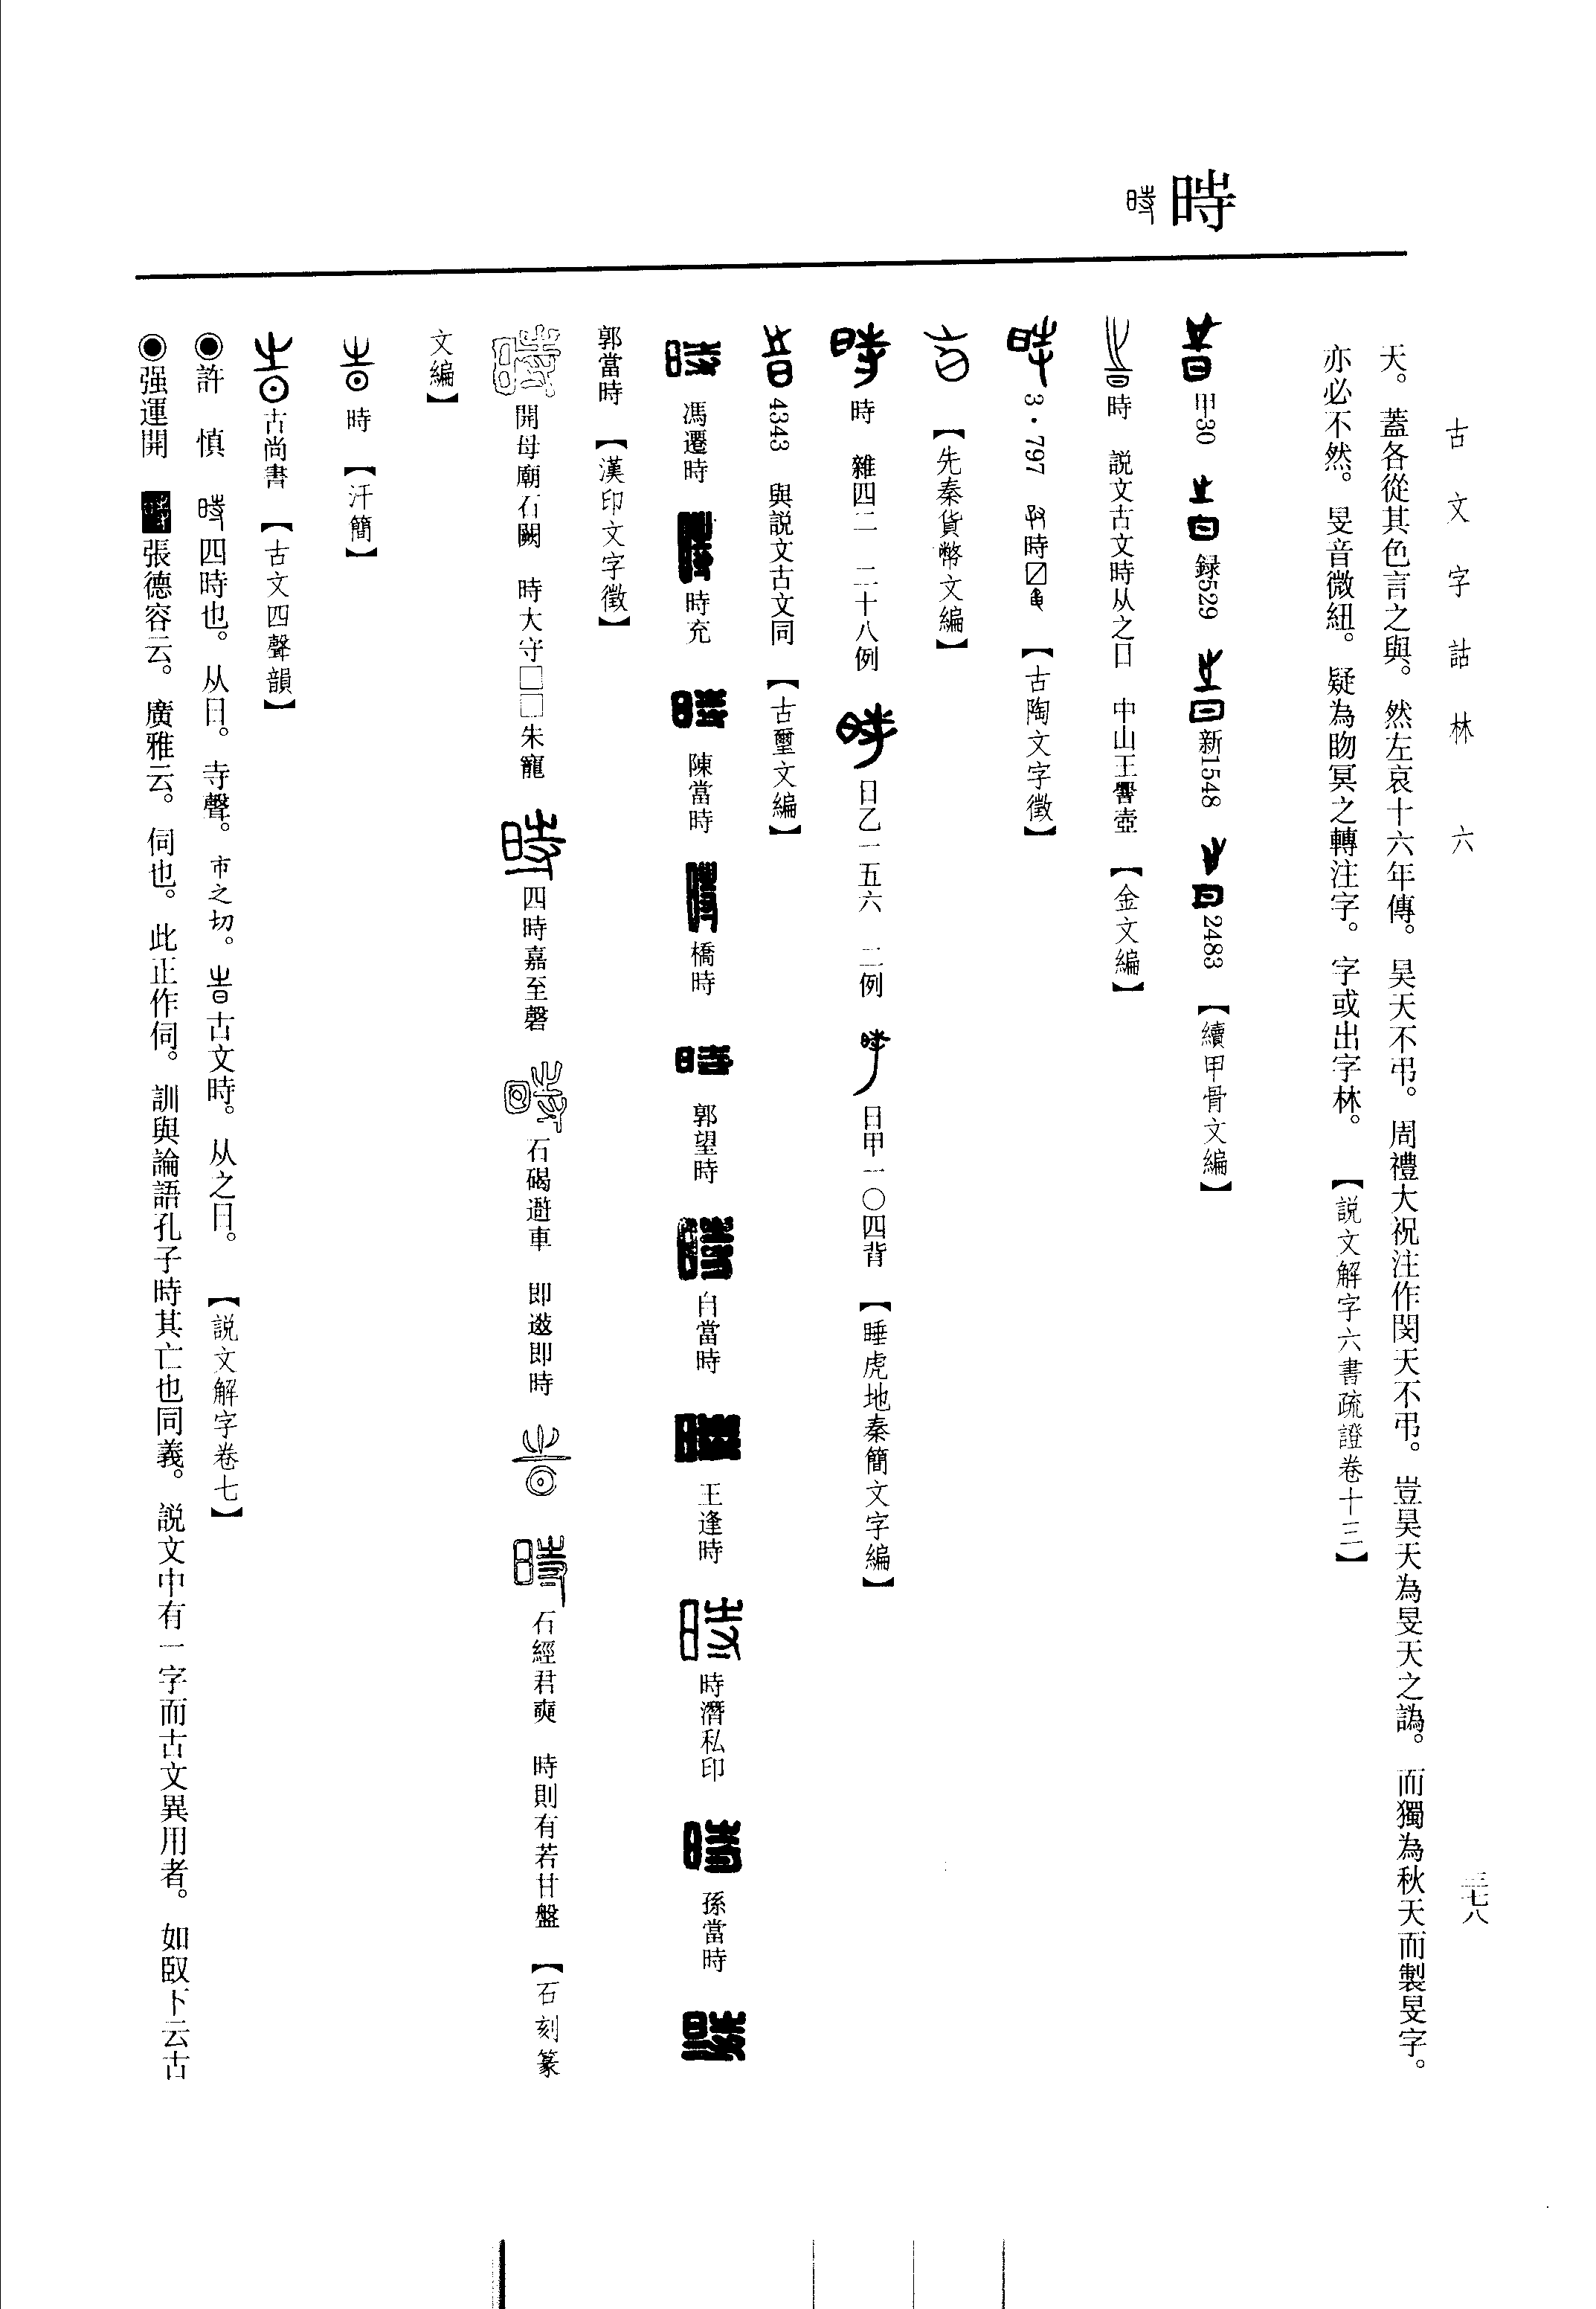 古文字詁林 六
三七八
天。蓋各從其色言之與。然左哀十六年傳。昊天不弔。周禮大祝注作閔天不弔。豈昊天為旻天之譌。而獨為秋天而製旻字。
亦必不然。旻音微紐。疑為昒冥之轉注字。字或出字林。【說文解字六書疏證卷十三】
時
甲30 録529 新1548 2483 【續甲骨文編】
時 説文古文時从之日 中山王壺 【金文編】
3·797 時 【古陶文字徵】
【先秦貨幣文編】
時 雜四二 二十八例 日乙一五六 二例 日甲一〇四背 【睡虎地秦簡文字編】
4343 與説文古文同 【古璽文編】
馮遷時 時充 陳當時 橋時 郭望時 白當時 王逢時 時潛私印 孫當時
郭當時 【漢印文字徵】
開母廟石闕 時大守□□朱寵 四時嘉至磬 石碣避車 即時 石經君奭 時則有若甘盤 【石刻篆
文編】
時 【汗簡】
古尚書 【古文四聲韻】
◉許 慎 時四時也。从日。寺聲。市之切。古文時。从之日。 【説文解字卷七】
◉强運開 張德容云。廣雅云。伺也。此正作伺。訓與論語孔子時其亡也同義。説文中有一字而古文異用者。如臤下云古